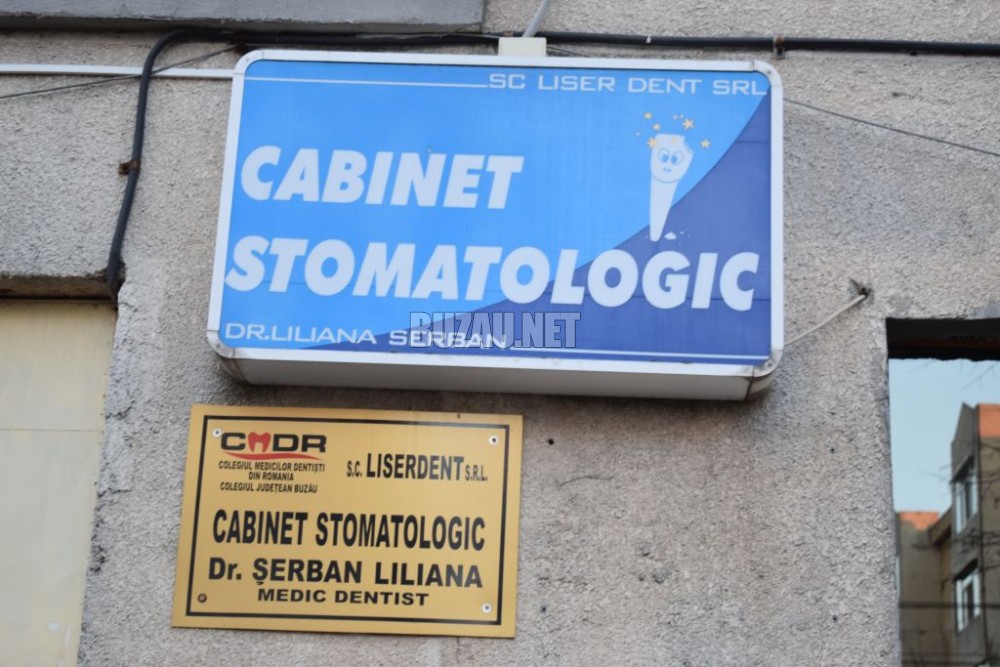 SC LISER DENT SRL
CABINET
STOMATOLOGIC
DR.LILIANA SERBAN
BUZAU.NET
CMDR
COLEGIUL MEDICILOR DENTIȘTI
DIN ROMANIA
COLEGIUL JUDEȚEAN BUZĂU
S.C. LISERDENT S.R.L.
CABINET STOMATOLOGIC
Dr. ȘERBAN LILIANA
MEDIC DENTIST